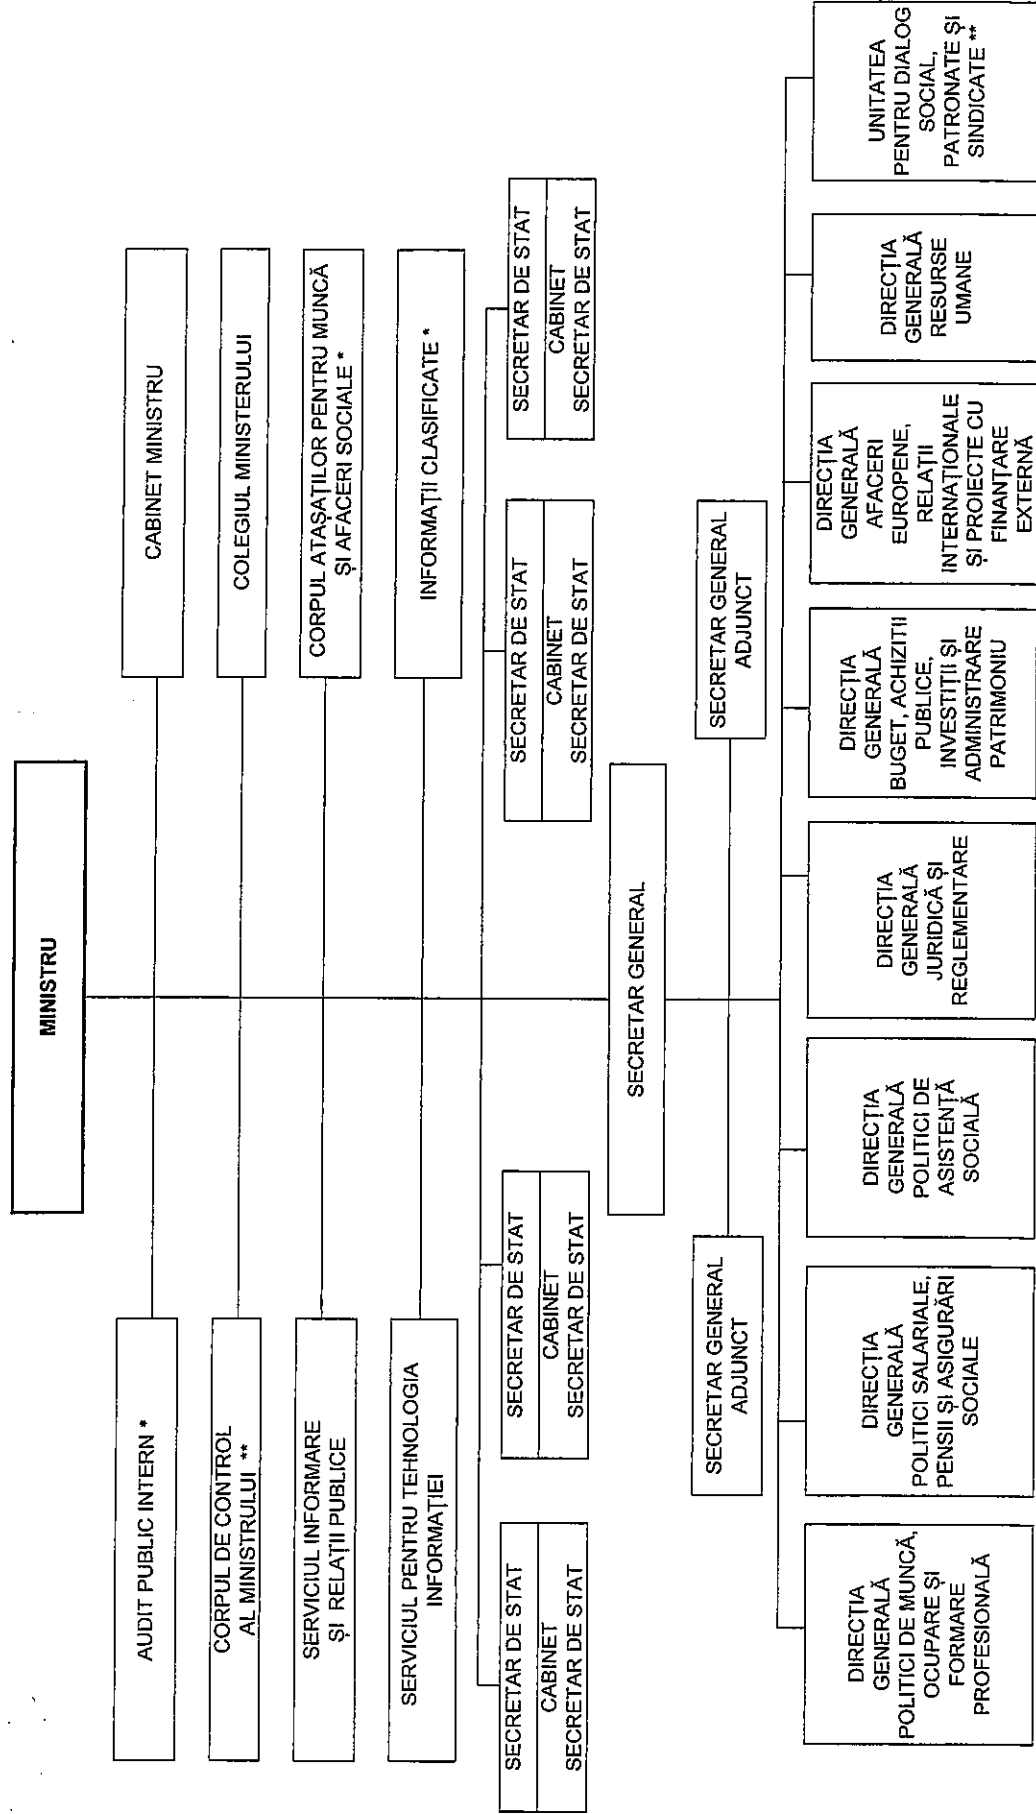 MINISTRU
AUDIT PUBLIC INTERN *
CABINET MINISTRU
CORPUL DE CONTROL
AL MINISTRULUI **
COLEGIUL MINISTERULUI
SERVICIUL INFORMARE
ȘI RELAȚII PUBLICE
CORPUL ATAȘAȚILOR PENTRU MUNCĂ
ȘI AFACERI SOCIALE *
SERVICIUL PENTRU TEHNOLOGIA
INFORMAȚIEI
INFORMAȚII CLASIFICATE *
SECRETAR DE STAT
CABINET
SECRETAR DE STAT
SECRETAR DE STAT
CABINET
SECRETAR DE STAT
SECRETAR DE STAT
CABINET
SECRETAR DE STAT
SECRETAR DE STAT
CABINET
SECRETAR DE STAT
SECRETAR GENERAL
SECRETAR GENERAL
ADJUNCT
SECRETAR GENERAL
ADJUNCT
DIRECȚIA
GENERALĂ
POLITICI DE MUNCĂ,
OCUPARE ȘI
FORMARE
PROFESIONALĂ
DIRECȚIA
GENERALĂ
POLITICI SALARIALE,
PENSII ȘI ASIGURĂRI
SOCIALE
DIRECȚIA
GENERALĂ
POLITICI DE
ASISTENȚĂ
SOCIALĂ
DIRECȚIA
GENERALĂ
JURIDICĂ ȘI
REGLEMENTARE
DIRECȚIA
GENERALĂ
BUGET, ACHIZITII
PUBLICE,
INVESTIȚII ȘI
ADMINISTRARE
PATRIMONIU
DIRECȚIA
GENERALĂ
AFACERI
EUROPENE,
RELAȚII
INTERNAȚIONALE
ȘI PROIECTE CU
FINANȚARE
EXTERNĂ
DIRECȚIA
GENERALĂ
RESURSE
UMANE
UNITATEA
PENTRU DIALOG
SOCIAL,
PATRONATE ȘI
SINDICATE **